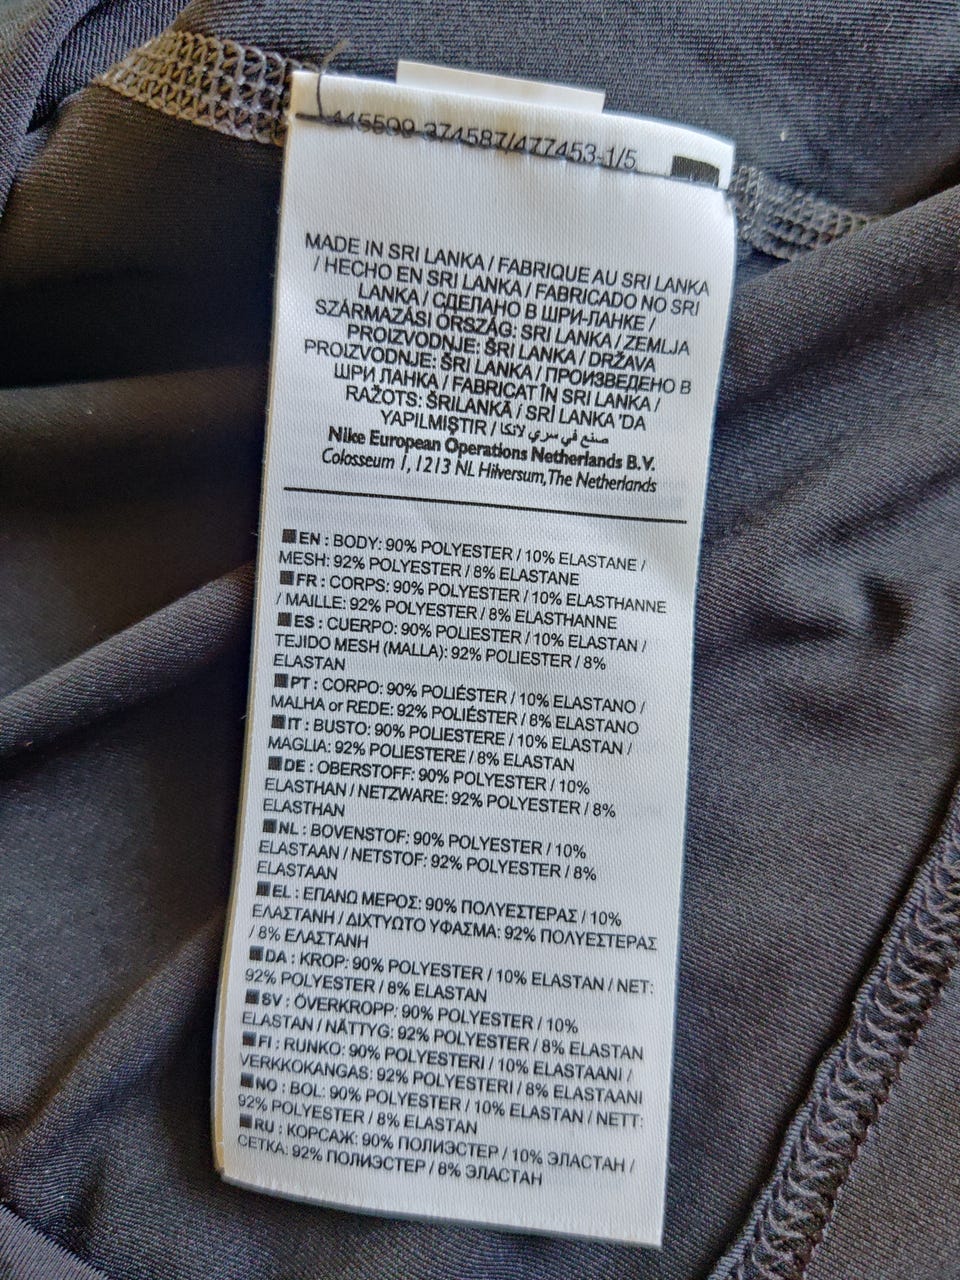 445599-374587/477453-1/5
MADE IN SRI LANKA / FABRIQUE AU SRI LANKA
/ HECHO EN SRI LANKA / FABRICADO NO SRI
LANKA / СДЕЛАНО В ШРИ-ЛАНКЕ /
SZÁRMAZÁSI ORSZÁG: SRI LANKA / ZEMLJA
PROIZVODNJE: ŠRI LANKA / DRŽAVA
PROIZVODNJE: ŠRI LANKA / ПРОИЗВЕДЕНО В
ШРИ ЛАНКА / FABRICAT ÎN SRI LANKA /
RAŽOTS: ŠRILANKĀ / SRİ LANKA 'DA
YAPILMIŞTIR / صنع في سري لانكا
Nike European Operations Netherlands B.V.
Colosseum 1, 1213 NL Hilversum, The Netherlands
EN : BODY: 90% POLYESTER / 10% ELASTANE /
MESH: 92% POLYESTER / 8% ELASTANE
FR : CORPS: 90% POLYESTER / 10% ELASTHANNE
/ MAILLE: 92% POLYESTER / 8% ELASTHANNE
ES : CUERPO: 90% POLIESTER / 10% ELASTAN /
TEJIDO MESH (MALLA): 92% POLIESTER / 8%
ELASTAN
PT : CORPO: 90% POLIÉSTER / 10% ELASTANO /
MALHA or REDE: 92% POLIÉSTER / 8% ELASTANO
IT : BUSTO: 90% POLIESTERE / 10% ELASTAN /
MAGLIA: 92% POLIESTERE / 8% ELASTAN
DE : OBERSTOFF: 90% POLYESTER / 10%
ELASTHAN / NETZWARE: 92% POLYESTER / 8%
ELASTHAN
NL : BOVENSTOF: 90% POLYESTER / 10%
ELASTAAN / NETSTOF: 92% POLYESTER / 8%
ELASTAAN
EL : ΕΠΑΝΩ ΜΕΡΟΣ: 90% ΠΟΛΥΕΣΤΕΡΑΣ / 10%
ΕΛΑΣΤΑΝΗ / ΔΙΧΤΥΩΤΟ ΥΦΑΣΜΑ: 92% ΠΟΛΥΕΣΤΕΡΑΣ
/ 8% ΕΛΑΣΤΑΝΗ
DA : KROP: 90% POLYESTER / 10% ELASTAN / NET:
92% POLYESTER / 8% ELASTAN
SV : ÖVERKROPP: 90% POLYESTER / 10%
ELASTAN / NÄTTYG: 92% POLYESTER / 8% ELASTAN
FI : RUNKO: 90% POLYESTERI / 10% ELASTAANI /
VERKKOKANGAS: 92% POLYESTERI / 8% ELASTAANI
NO : BOL: 90% POLYESTER / 10% ELASTAN / NETT:
92% POLYESTER / 8% ELASTAN
RU : КОРСАЖ: 90% ПОЛИЭСТЕР / 10% ЭЛАСТАН /
СЕТКА: 92% ПОЛИЭСТЕР / 8% ЭЛАСТАН